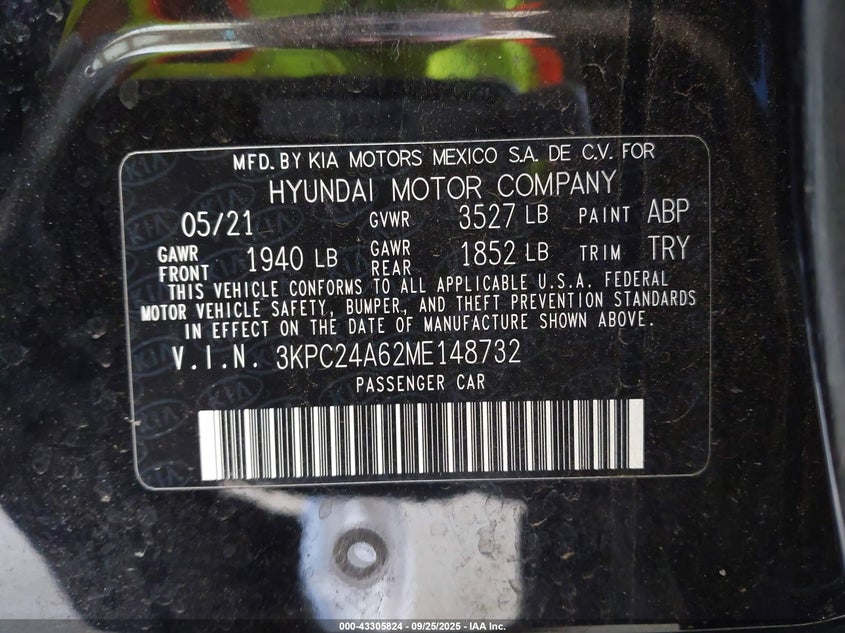 MFD. BY KIA MOTORS MEXICO S.A. DE C.V. FOR
HYUNDAI MOTOR COMPANY
05/21 GVWR 3527 LB PAINT ABP
GAWR FRONT 1940 LB GAWR REAR 1852 LB TRIM TRY
THIS VEHICLE CONFORMS TO ALL APPLICABLE U.S.A. FEDERAL
MOTOR VEHICLE SAFETY, BUMPER, AND THEFT PREVENTION STANDARDS
IN EFFECT ON THE DATE OF MANUFACTURE SHOWN ABOVE.
V.I.N. 3KPC24A62ME148732
PASSENGER CAR
000-43305824 - 09/25/2025 - IAA Inc.